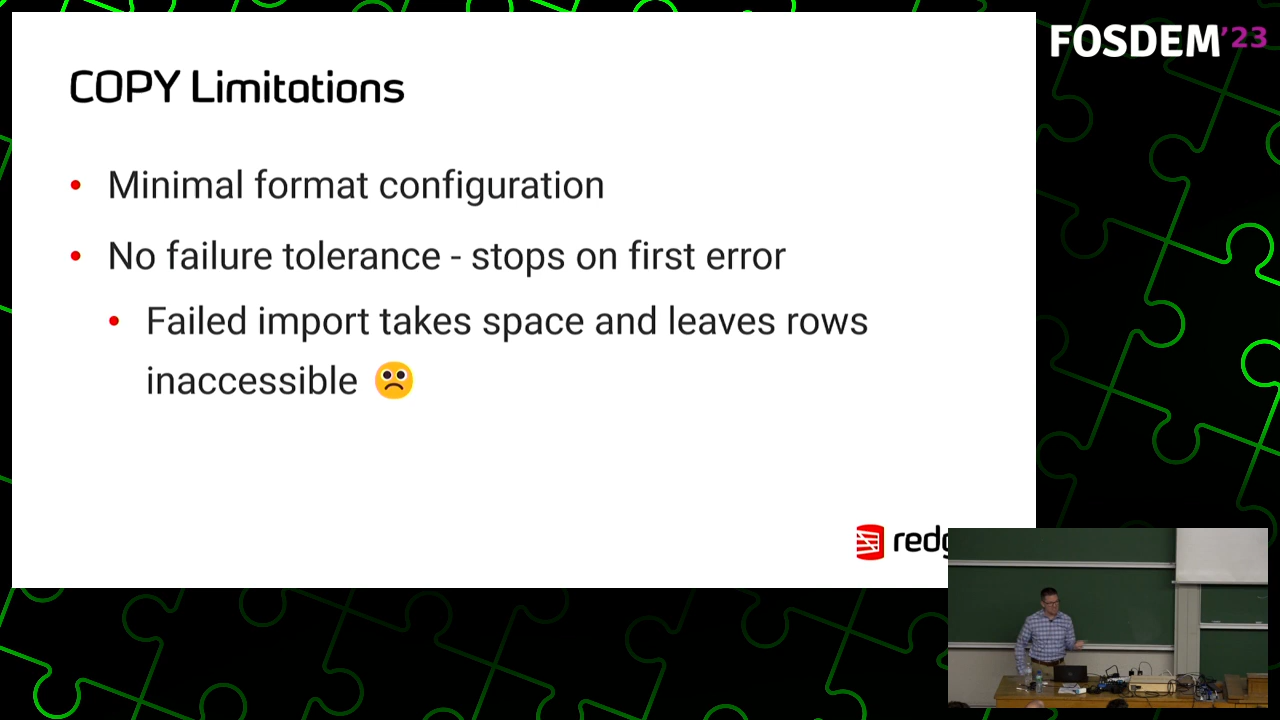 FOSDEM'23
COPY Limitations
• Minimal format configuration
• No failure tolerance - stops on first error
• Failed import takes space and leaves rows
inaccessible